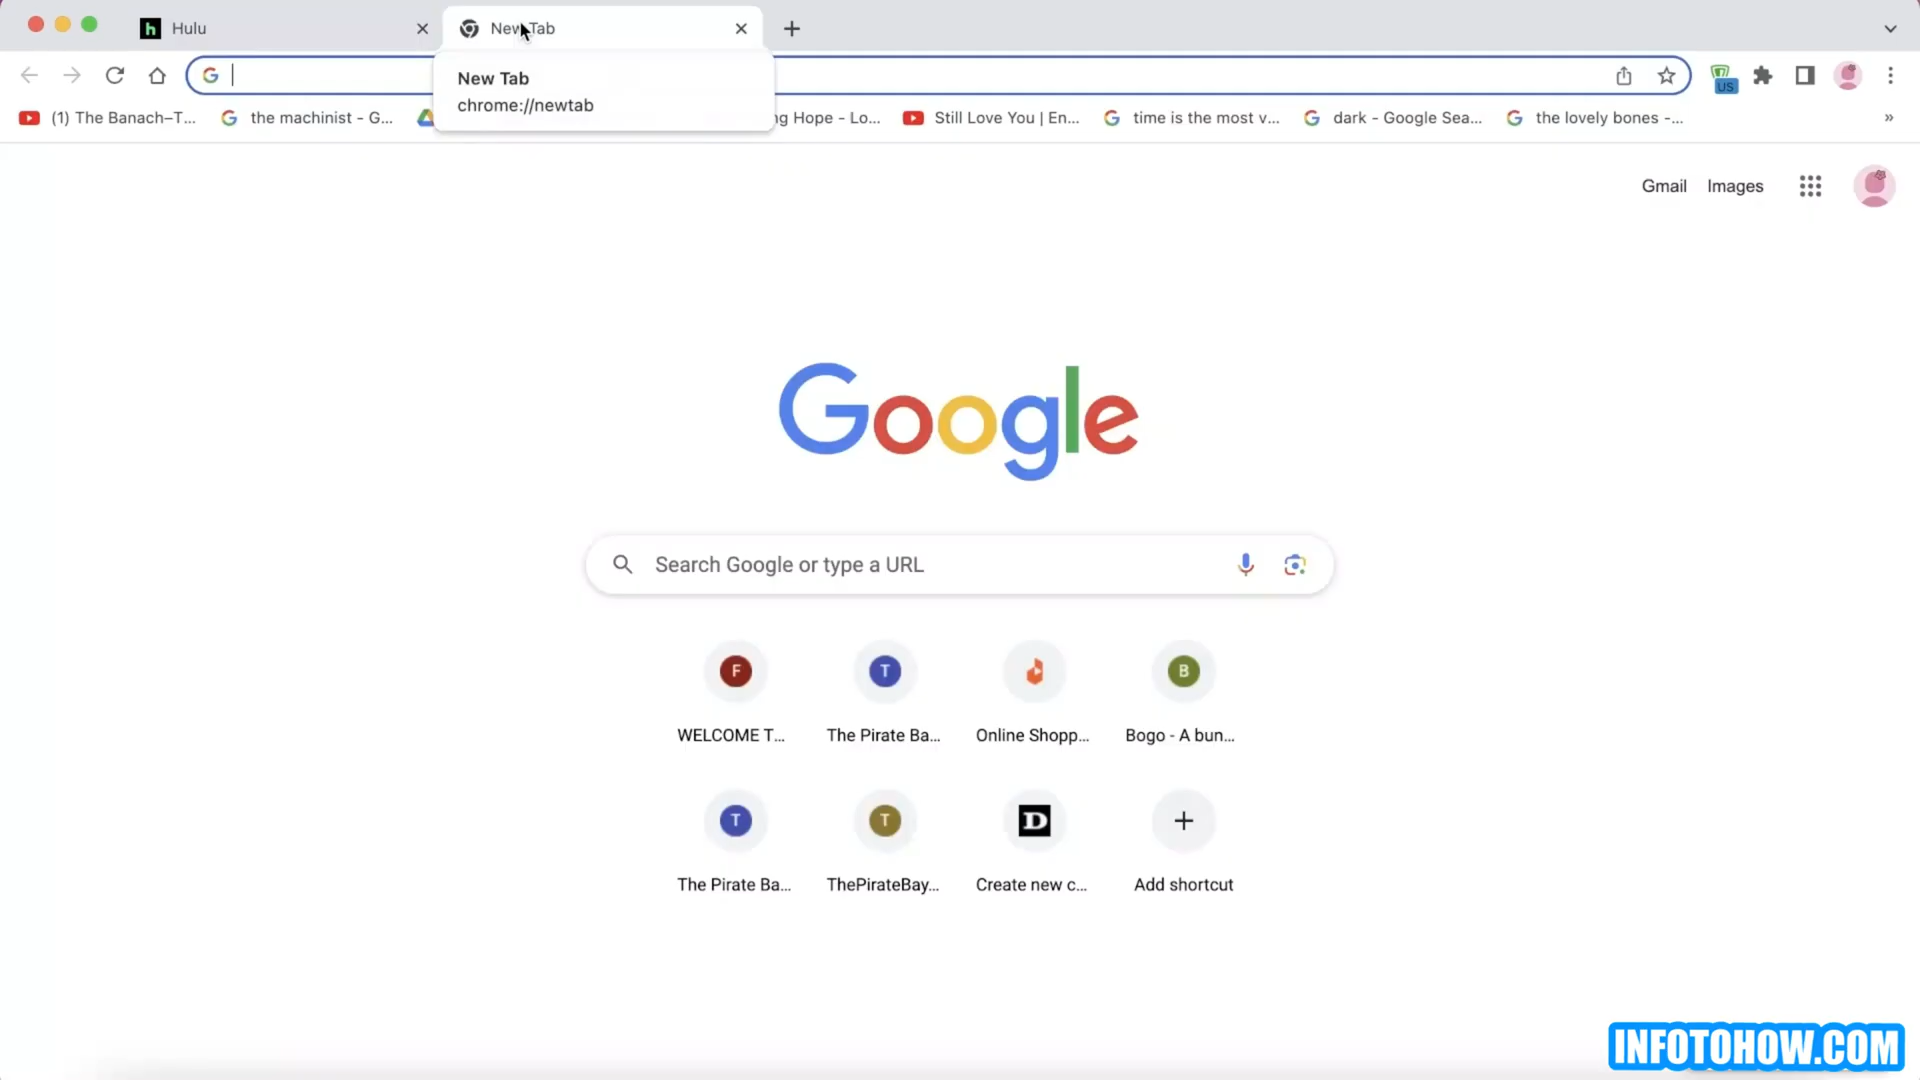 Hulu
New Tab
New Tab
chrome://newtab
US
(1) The Banach–T...
the machinist - G...
ng Hope - Lo...
Still Love You | En...
time is the most v...
dark - Google Sea...
the lovely bones -...
Gmail
Images
Google
Search Google or type a URL
F
T
B
WELCOME T...
The Pirate Ba...
Online Shopp...
Bogo - A bun...
T
T
D
The Pirate Ba...
ThePirateBay...
Create new c...
Add shortcut
INFOTOHOW.COM